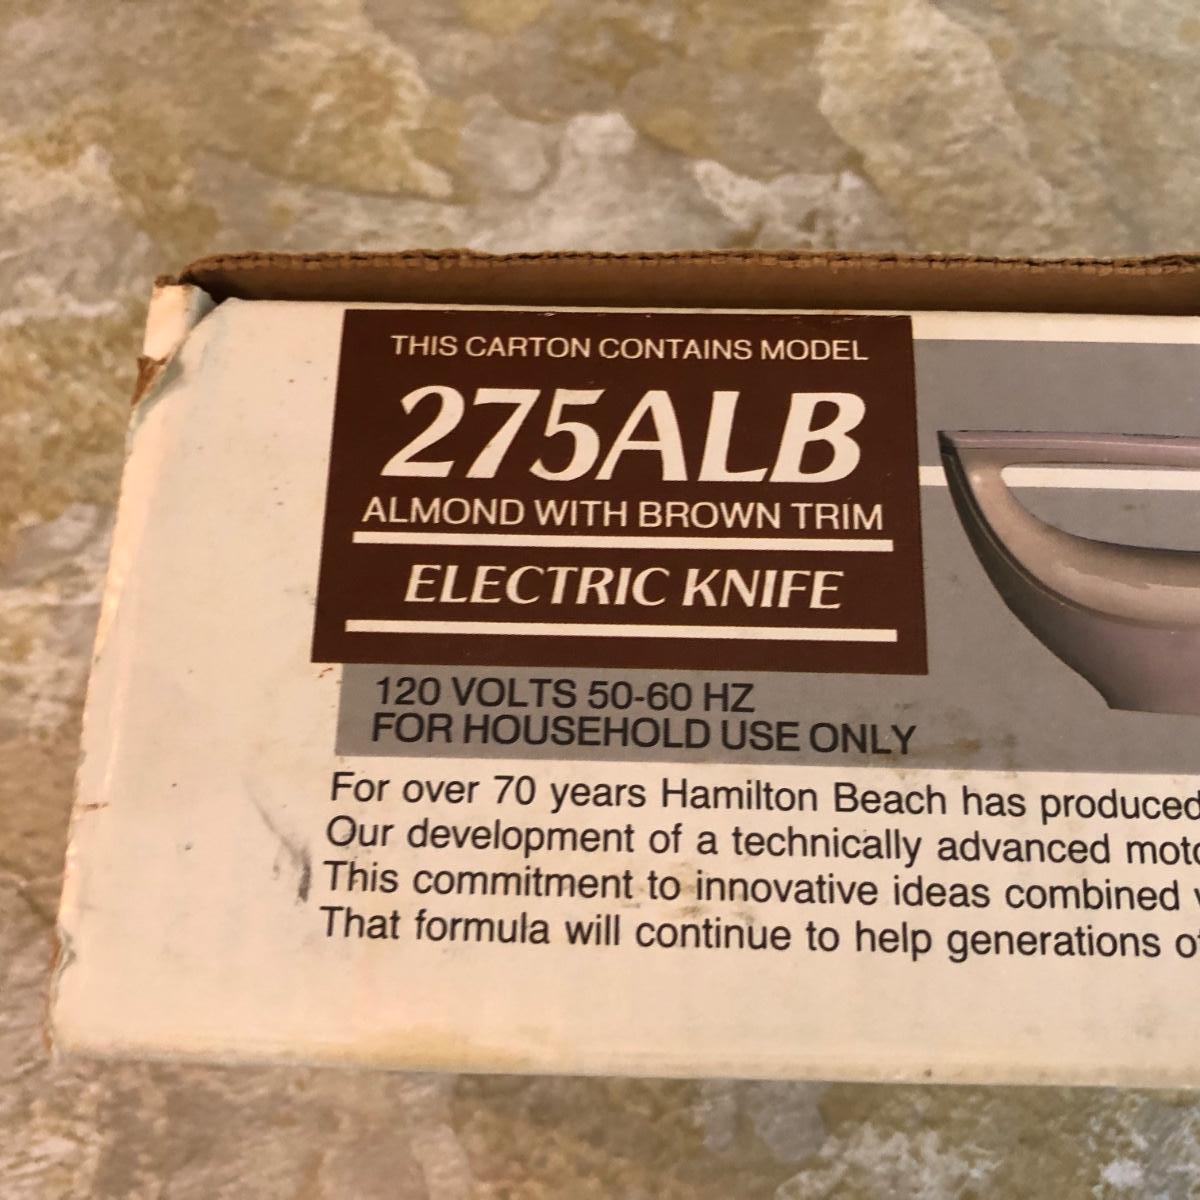 THIS CARTON CONTAINS MODEL
275ALB
ALMOND WITH BROWN TRIM
ELECTRIC KNIFE
120 VOLTS 50-60 HZ
FOR HOUSEHOLD USE ONLY
For over 70 years Hamilton Beach has produced
Our development of a technically advanced
This commitment to innovative ideas combined
That formula will continue to help generations